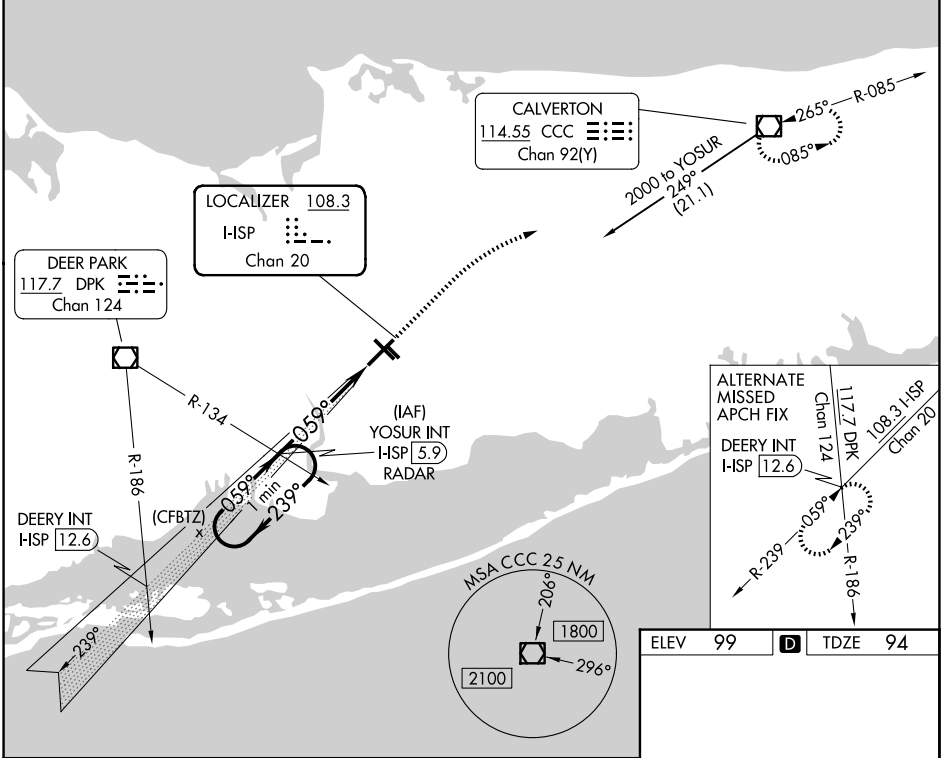 CALVERTON
114.55 CCC
Chan 92(Y)
R-085
265°
085°
2000 to YOSUR
249°
(21.1)
LOCALIZER 108.3
I-ISP
Chan 20
DEER PARK
117.7 DPK
Chan 124
R-134
R-186
059°
(IAF)
YOSUR INT
I-ISP 5.9
RADAR
059°
1 min
239°
(CFBTZ)
x
DEERY INT
I-ISP 12.6
239°
ALTERNATE
MISSED
APCH FIX
117.7 DPK
Chan 124
108.3 I-ISP
Chan 20
DEERY INT
I-ISP 12.6
059°
239°
R-239
R-186
MSA CCC 25 NM
206°
1800
296°
2100
ELEV 99 D TDZE 94